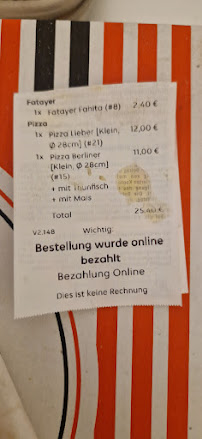 Fatayer
1x Fatayer Fahita (#8) 2,40 €
Pizza
1x Pizza Lieber [Klein, 12,00 €
Ø 28cm] (#21)
1x Pizza Berliner 11,00 €
[Klein, Ø 28cm]
(#15)
+ mit Thunfisch
+ mit Mais
Total 25,40 €
V2.148 Wichtig:
Bestellung wurde online
bezahlt
Bezahlung Online
Dies ist keine Rechnung